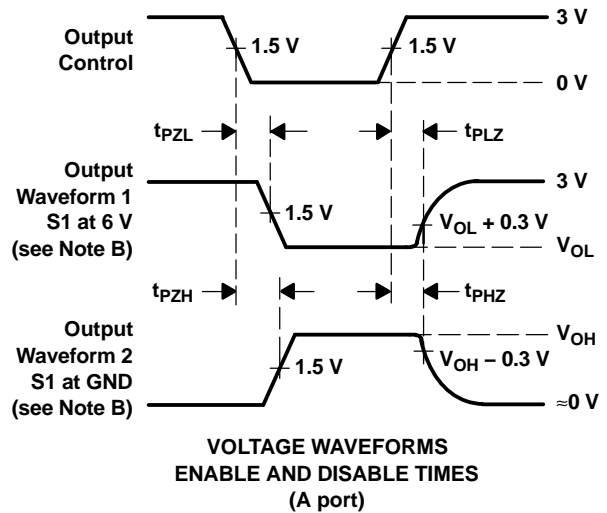 3 V
Output
Control
1.5 V
1.5 V
0 V
tPZL
tPLZ
Output
Waveform 1
S1 at 6 V
(see Note B)
3 V
1.5 V
VOL + 0.3 V
VOL
tPZH
tPHZ
Output
Waveform 2
S1 at GND
(see Note B)
VOH
1.5 V
VOH − 0.3 V
≈0 V
VOLTAGE WAVEFORMS
ENABLE AND DISABLE TIMES
(A port)